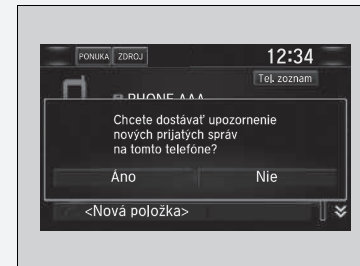 PONUKA ZDROJ 12:34
Tel. zoznam
PHONE AAA
Chcete dostávať upozornenie
nových prijatých správ
na tomto telefóne?
Áno Nie
<Nová položka>